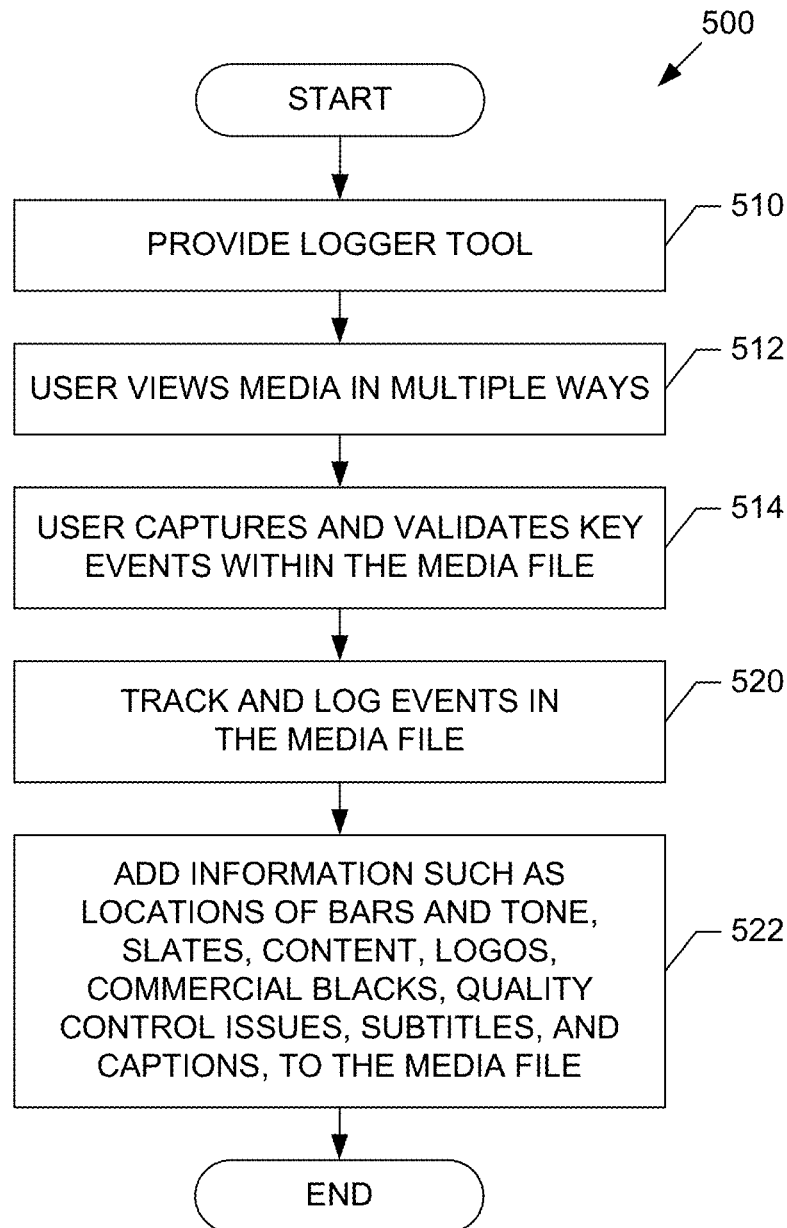 500
START
510
PROVIDE LOGGER TOOL
512
USER VIEWS MEDIA IN MULTIPLE WAYS
514
USER CAPTURES AND VALIDATES KEY
EVENTS WITHIN THE MEDIA FILE
520
TRACK AND LOG EVENTS IN
THE MEDIA FILE
ADD INFORMATION SUCH AS
LOCATIONS OF BARS AND TONE,
SLATES, CONTENT, LOGOS,
522
COMMERCIAL BLACKS, QUALITY
CONTROL ISSUES, SUBTITLES, AND
CAPTIONS, TO THE MEDIA FILE
END